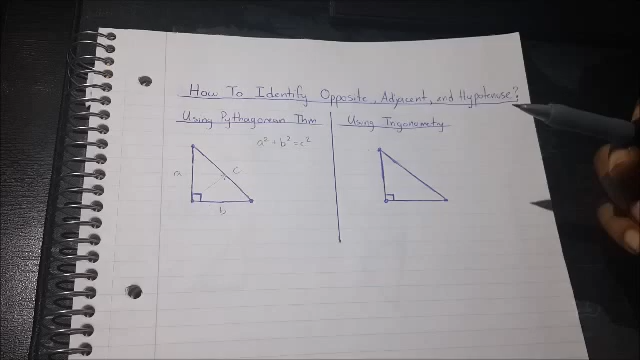 How To Identify Opposite, Adjacent, and Hypotenuse?
Using Pythagorean Thm
a² + b² = c²
a
c
b
Using Trigonometry